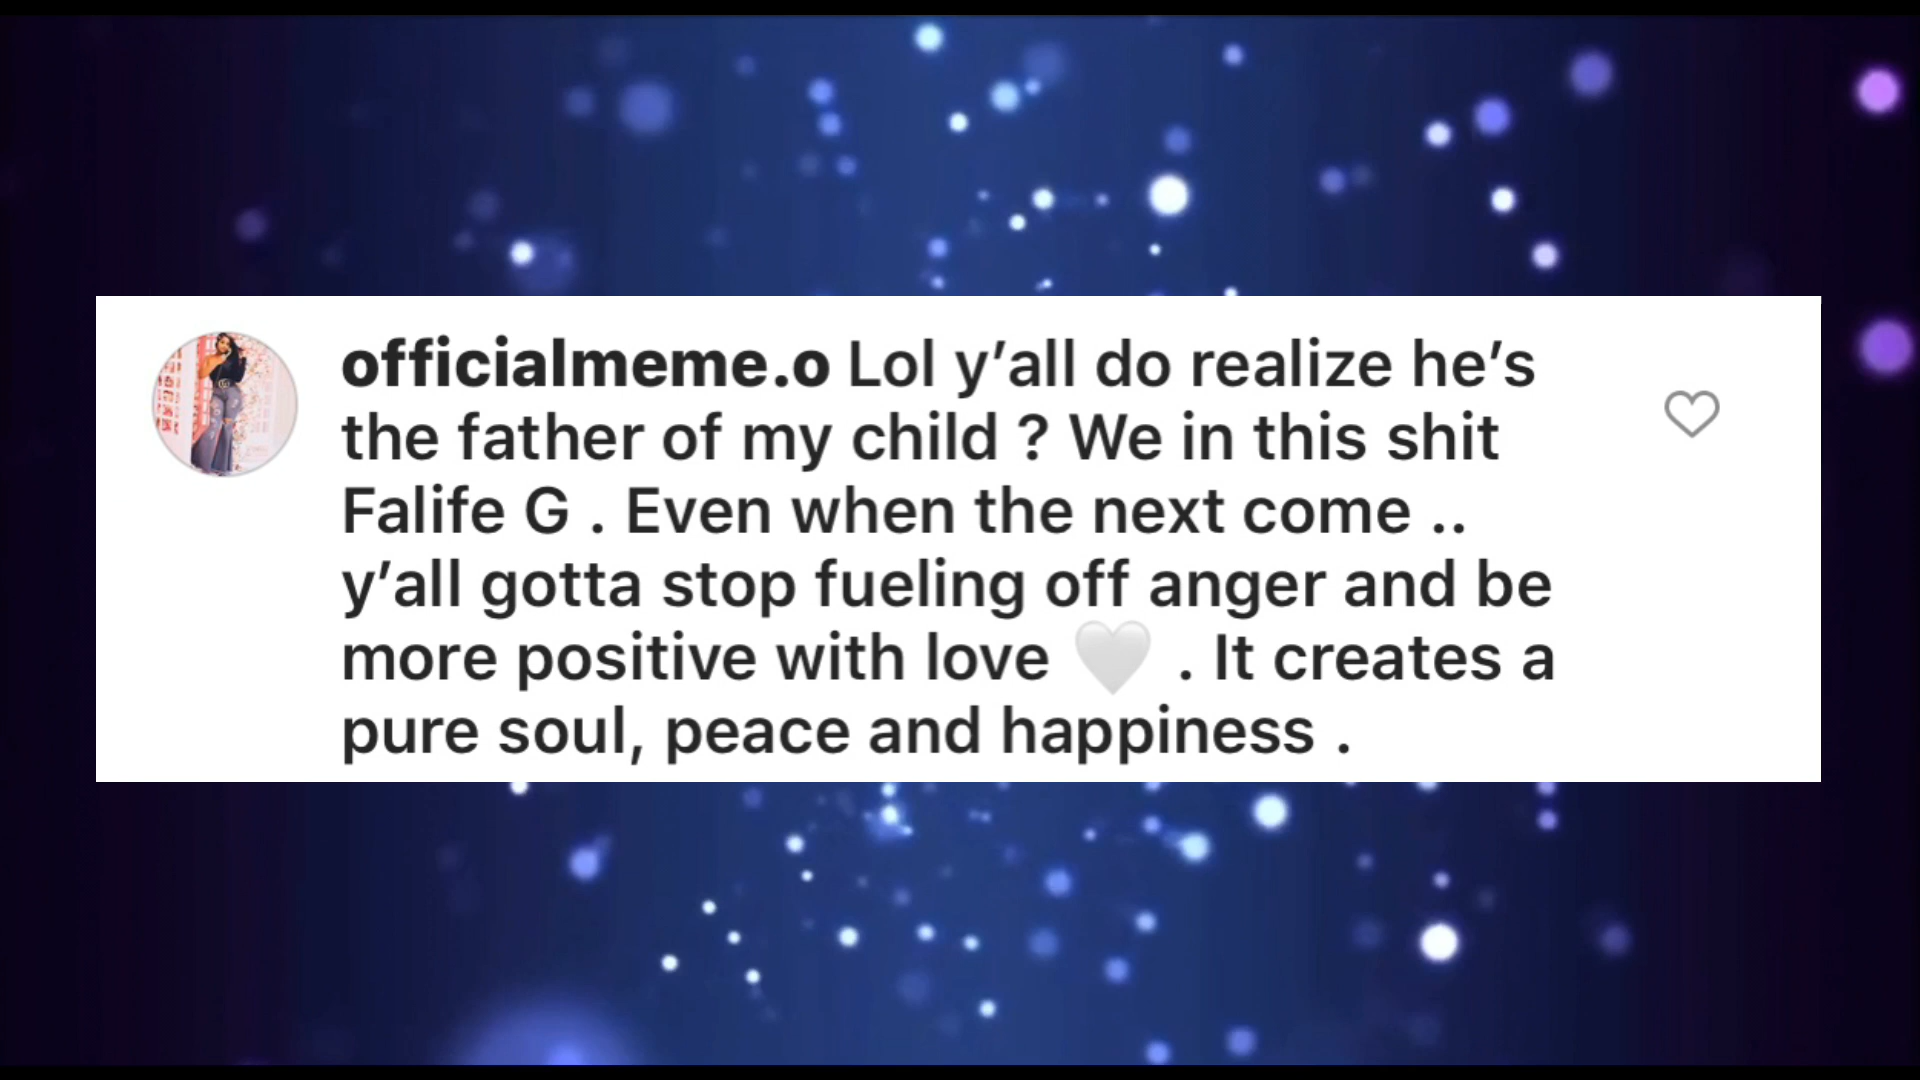 officialmeme.o Lol y’all do realize he’s
the father of my child ? We in this shit
Falife G . Even when the next come ..
y’all gotta stop fueling off anger and be
more positive with love 🤍 . It creates a
pure soul, peace and happiness .